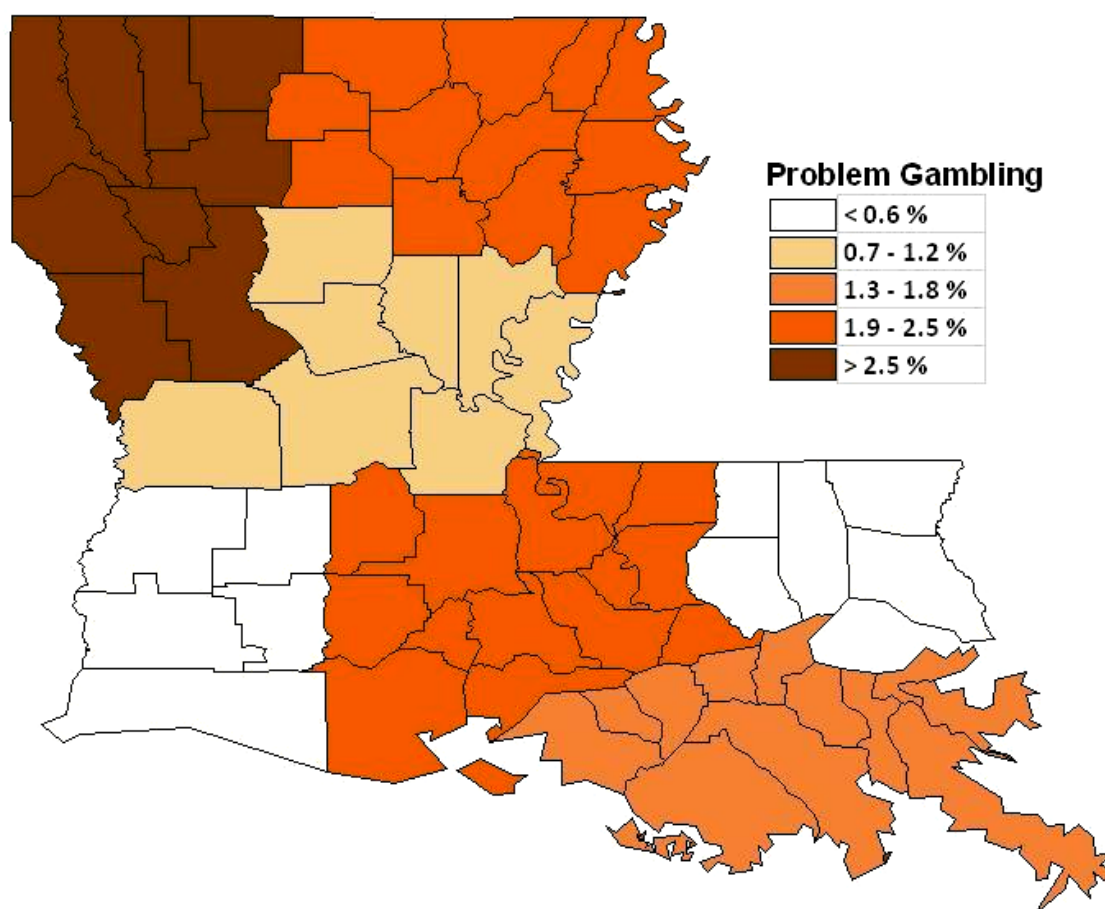 Problem Gambling
< 0.6 %
0.7 - 1.2 %
1.3 - 1.8 %
1.9 - 2.5 %
> 2.5 %